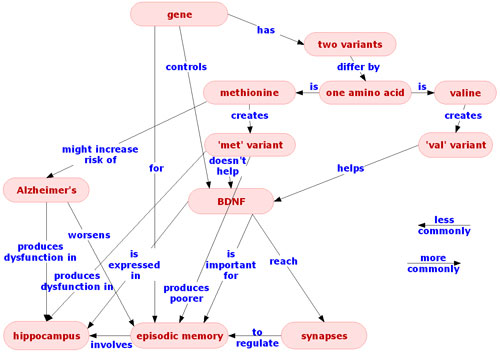 gene
has
two variants
controls
differ by
methionine
is
one amino acid
is
valine
creates
creates
might increase
risk of
for
'met' variant
doesn't
help
'val' variant
helps
Alzheimer's
BDNF
less
commonly
produces
dysfunction in
worsens
is
expressed
in
is
important
for
reach
more
commonly
produces
dysfunction in
produces
poorer
hippocampus
involves
episodic memory
to
regulate
synapses